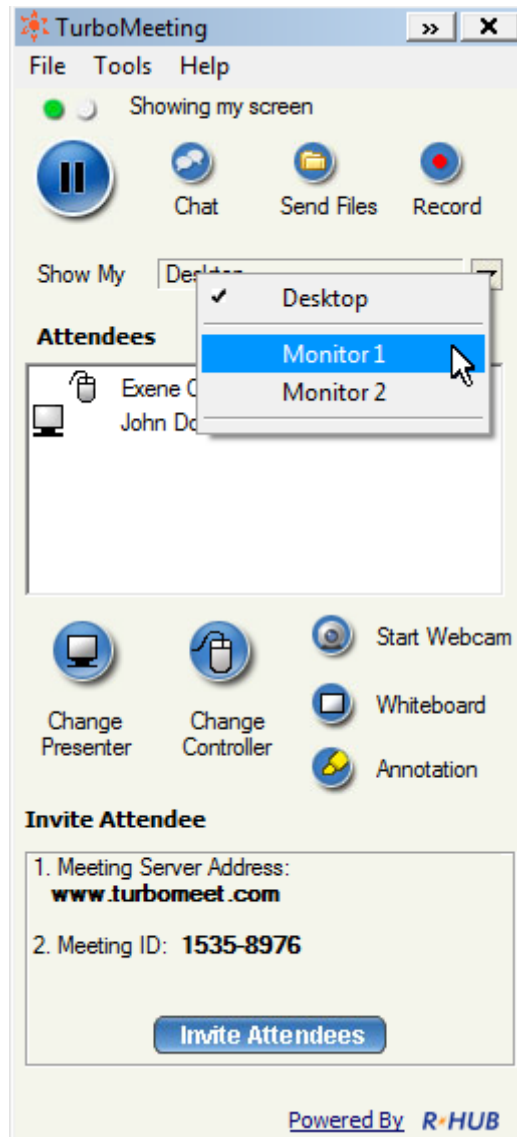 TurboMeeting
File Tools Help
Showing my screen
Chat Send Files Record
Show My Desktop
Desktop
Monitor 1
Monitor 2
Attendees
Exene
John
Change Presenter
Change Controller
Start Webcam
Whiteboard
Annotation
Invite Attendee
1. Meeting Server Address:
www.turbomeet.com
2. Meeting ID: 1535-8976
Invite Attendees
Powered By R-HUB